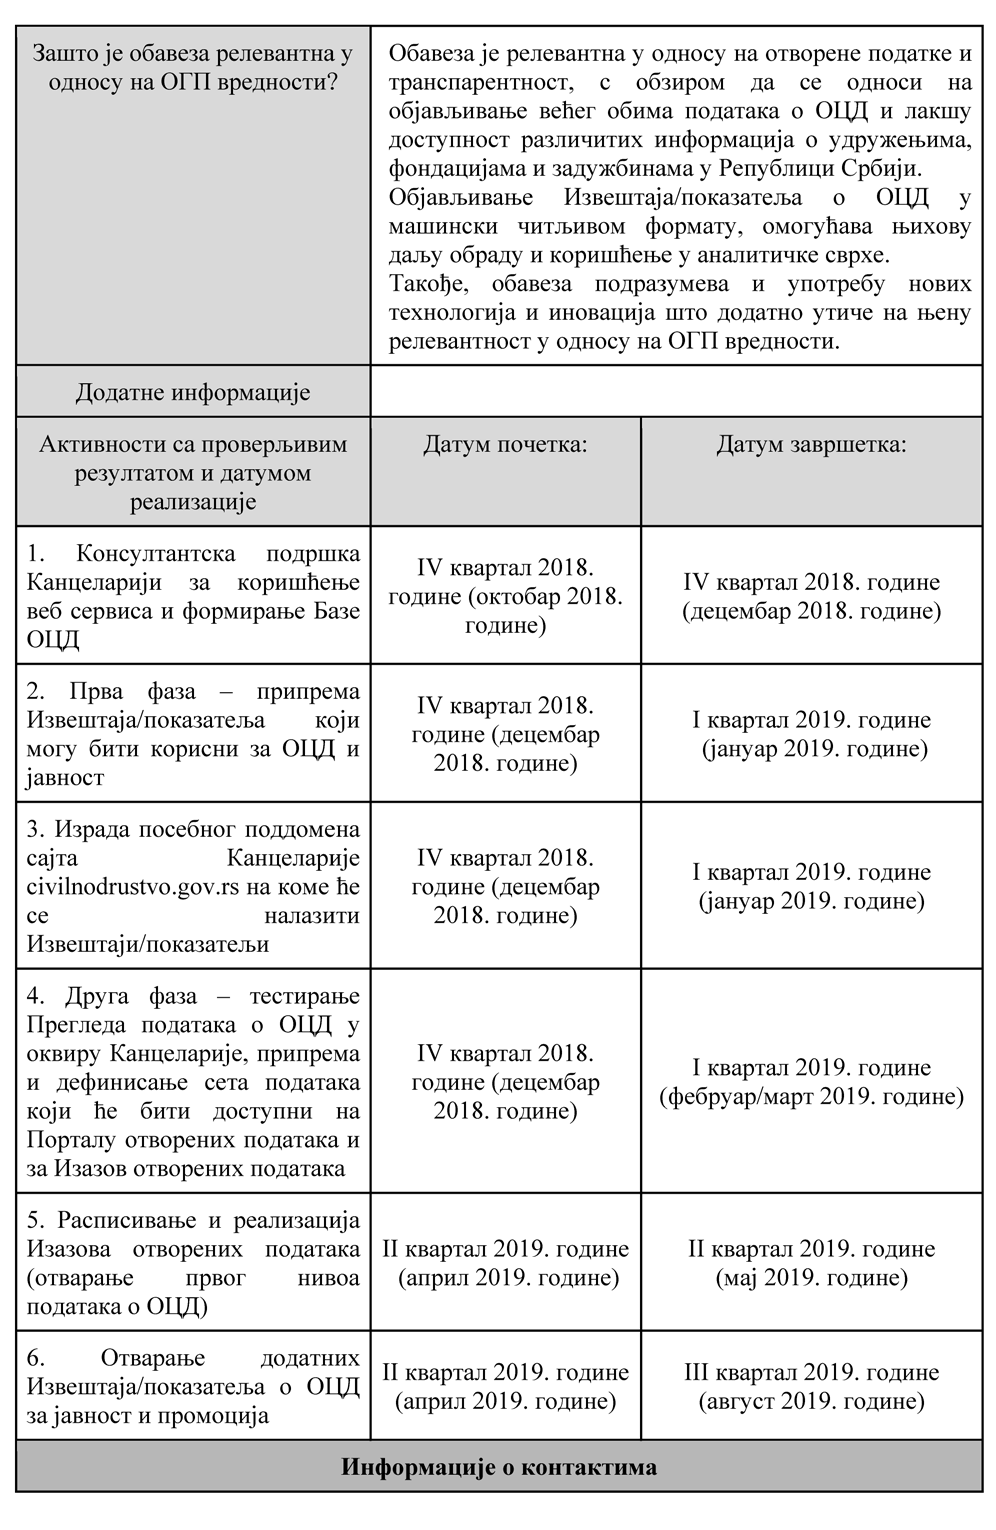 Зашто је обавеза релевантна у
односу на ОГП вредности?
Обавеза је релевантна у односу на отворене податке и
транспарентност, с обзиром да се односи на
објављивање већег обима података о ОЦД и лакшу
доступност различитих информација о удружењима,
фондацијама и задужбинама у Републици Србији.
Објављивање Извештаја/показатеља о ОЦД у
машински читљивом формату, омогућава њихову
даљу обраду и коришћење у аналитичке сврхе.
Такође, обавеза подразумева и употребу нових
технологија и иновација што додатно утиче на њену
релевантност у односу на ОГП вредности.
Додатне информације
Активности са проверљивим
резултатом и датумом
реализације
Датум почетка:
Датум завршетка:
1. Консултантска подршка
Канцеларији за коришћење
веб сервиса и формирање Базе
ОЦД
IV квартал 2018.
године (октобар 2018.
године)
IV квартал 2018. године
(децембар 2018. године)
2. Прва фаза – припрема
Извештаја/показатеља који
могу бити корисни за ОЦД и
јавност
IV квартал 2018.
године (децембар
2018. године)
I квартал 2019. године
(јануар 2019. године)
3. Израда посебног поддомена
сајта Канцеларије
civilnodrustvo.gov.rs на коме ће
се налазити
Извештаји/показатељи
IV квартал 2018.
године (децембар
2018. године)
I квартал 2019. године
(јануар 2019. године)
4. Друга фаза – тестирање
Прегледа података о ОЦД у
оквиру Канцеларије, припрема
и дефинисање сета података
који ће бити доступни на
Порталу отворених података и
за Изазов отворених података
IV квартал 2018.
године (децембар
2018. године)
I квартал 2019. године
(фебруар/март 2019. године)
5. Расписивање и реализација
Изазова отворених података
(отварање првог нивоа
података о ОЦД)
II квартал 2019. године
(април 2019. године)
II квартал 2019. године
(мај 2019. године)
6. Отварање додатних
Извештаја/показатеља о ОЦД
за јавност и промоција
II квартал 2019. године
(април 2019. године)
III квартал 2019. године
(август 2019. године)
Информације о контактима